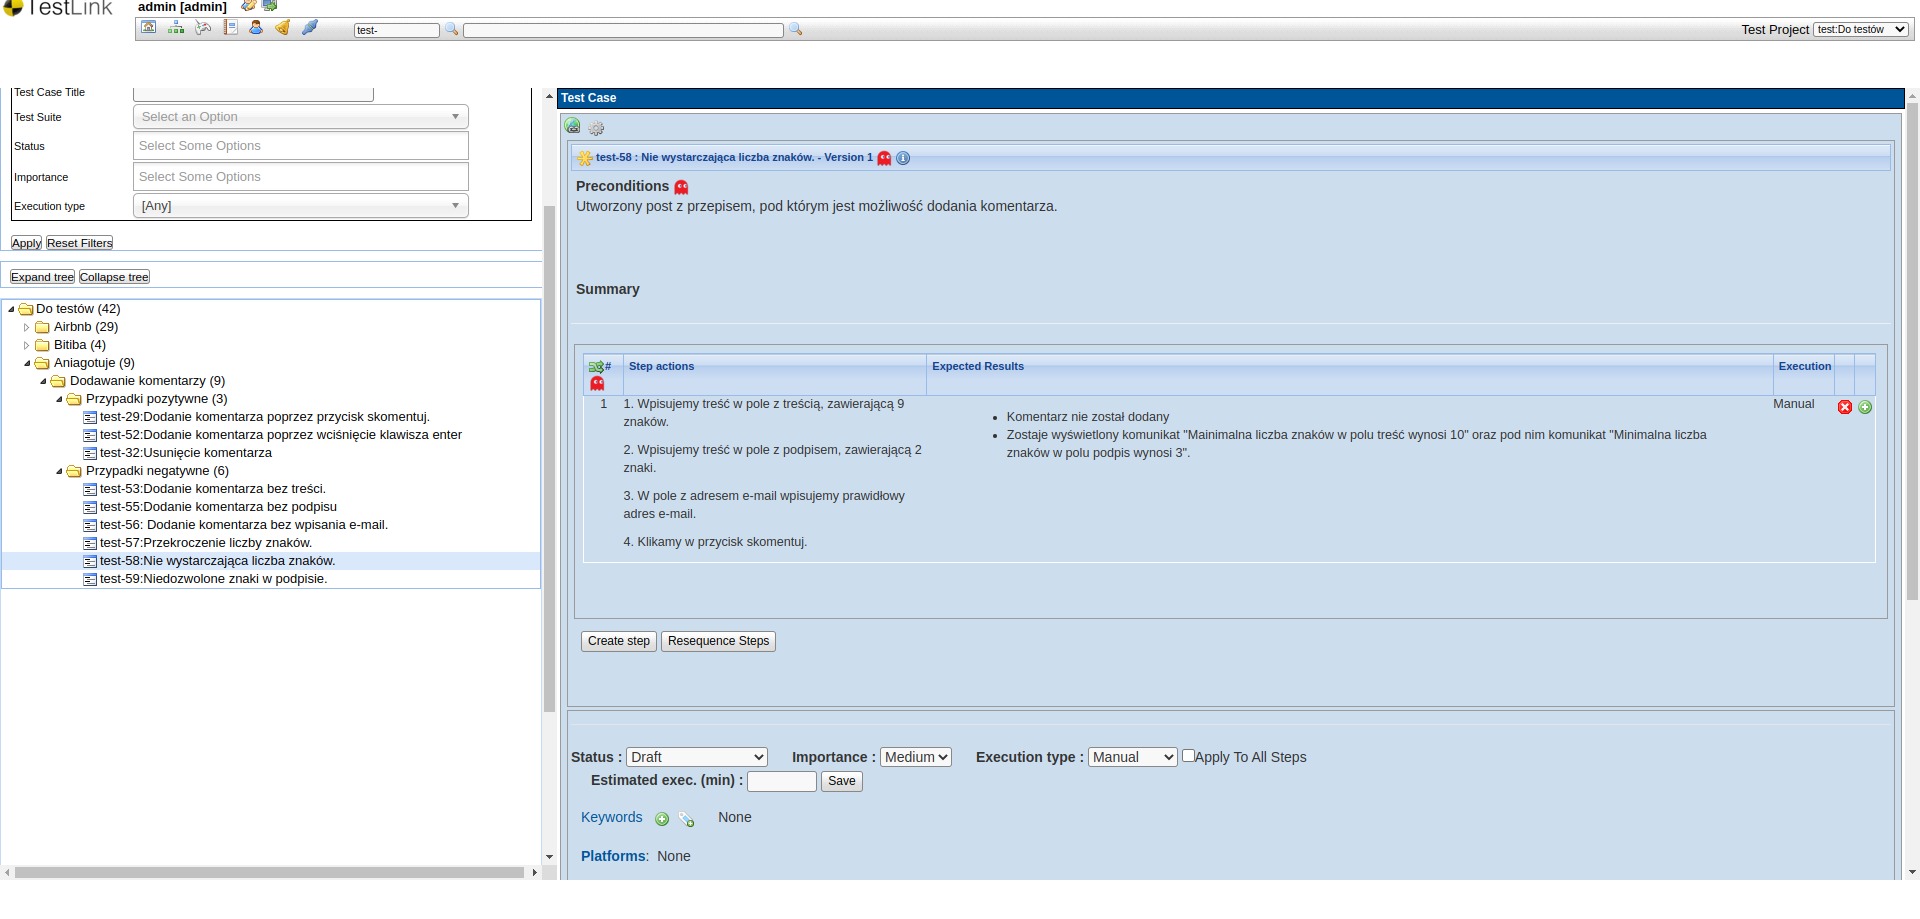 TestLink
admin [admin]
test-
Test Project test:Do testów
Test Case Title
Test Suite Select an Option
Status Select Some Options
Importance Select Some Options
Execution type [Any]
Apply Reset Filters
Expand tree Collapse tree
Do testów (42)
Airbnb (29)
Bitiba (4)
Aniagotuje (9)
Dodawanie komentarzy (9)
Przypadki pozytywne (3)
test-29:Dodanie komentarza poprzez przycisk skomentuj.
test-52:Dodanie komentarza poprzez wciśnięcie klawisza enter
test-32:Usunięcie komentarza
Przypadki negatywne (6)
test-53:Dodanie komentarza bez treści.
test-55:Dodanie komentarza bez podpisu
test-56: Dodanie komentarza bez wpisania e-mail.
test-57:Przekroczenie liczby znaków.
test-58:Nie wystarczająca liczba znaków.
test-59:Niedozwolone znaki w podpisie.
Test Case
test-58 : Nie wystarczająca liczba znaków. - Version 1
Preconditions
Utworzony post z przepisem, pod którym jest możliwość dodania komentarza.
Summary
# Step actions Expected Results Execution
1 1. Wpisujemy treść w pole z treścią, zawierającą 9
znaków.
2. Wpisujemy treść w pole z podpisem, zawierającą 2
znaki.
3. W pole z adresem e-mail wpisujemy prawidłowy
adres e-mail.
4. Klikamy w przycisk skomentuj.
• Komentarz nie został dodany
• Zostaje wyświetlony komunikat "Mainimalna liczba znaków w polu treść wynosi 10" oraz pod nim komunikat "Minimalna liczba
znaków w polu podpis wynosi 3".
Manual
Create step Resequence Steps
Status : Draft Importance : Medium Execution type : Manual Apply To All Steps
Estimated exec. (min) : Save
Keywords None
Platforms: None